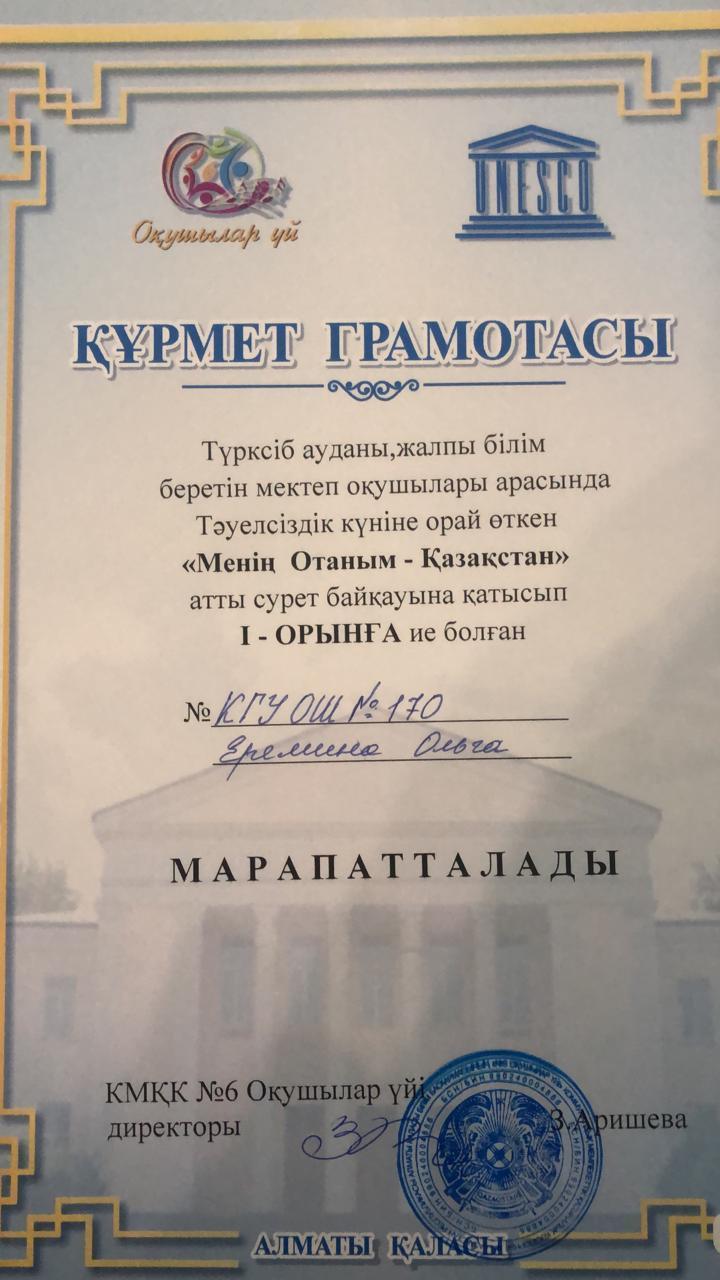 Оқушылар үй
UNESCO
ҚҰРМЕТ ГРАМОТАСЫ
Түрксіб ауданы,жалпы білім
беретін мектеп оқушылары арасында
Тәуелсіздік күніне орай өткен
«Менің Отаным - Қазақстан»
атты сурет байқауына қатысып
I - ОРЫНҒА ие болған
№ КГУ ОШ № 170
Еремина Ольга
МАРАПАТТАЛАДЫ
КМҚК №6 Оқушылар үйі
директоры З.Аришева
АЛМАТЫ ҚАЛАСЫ